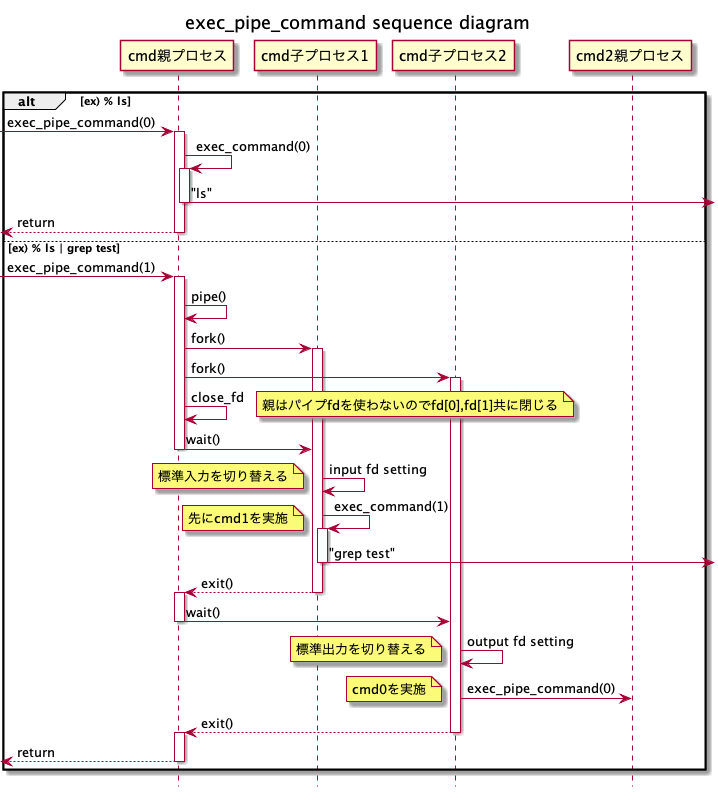 exec_pipe_command sequence diagram
cmd親プロセス
cmd子プロセス1
cmd子プロセス2
cmd2親プロセス
alt
[ex) % ls]
exec_pipe_command(0)
exec_command(0)
"ls"
return
[ex) % ls | grep test]
exec_pipe_command(1)
pipe()
fork()
fork()
close_fd
親はパイプfdを使わないのでfd[0],fd[1]共に閉じる
wait()
標準入力を切り替える
input fd setting
先にcmd1を実施
exec_command(1)
"grep test"
exit()
wait()
標準出力を切り替える
output fd setting
cmd0を実施
exec_pipe_command(0)
exit()
return